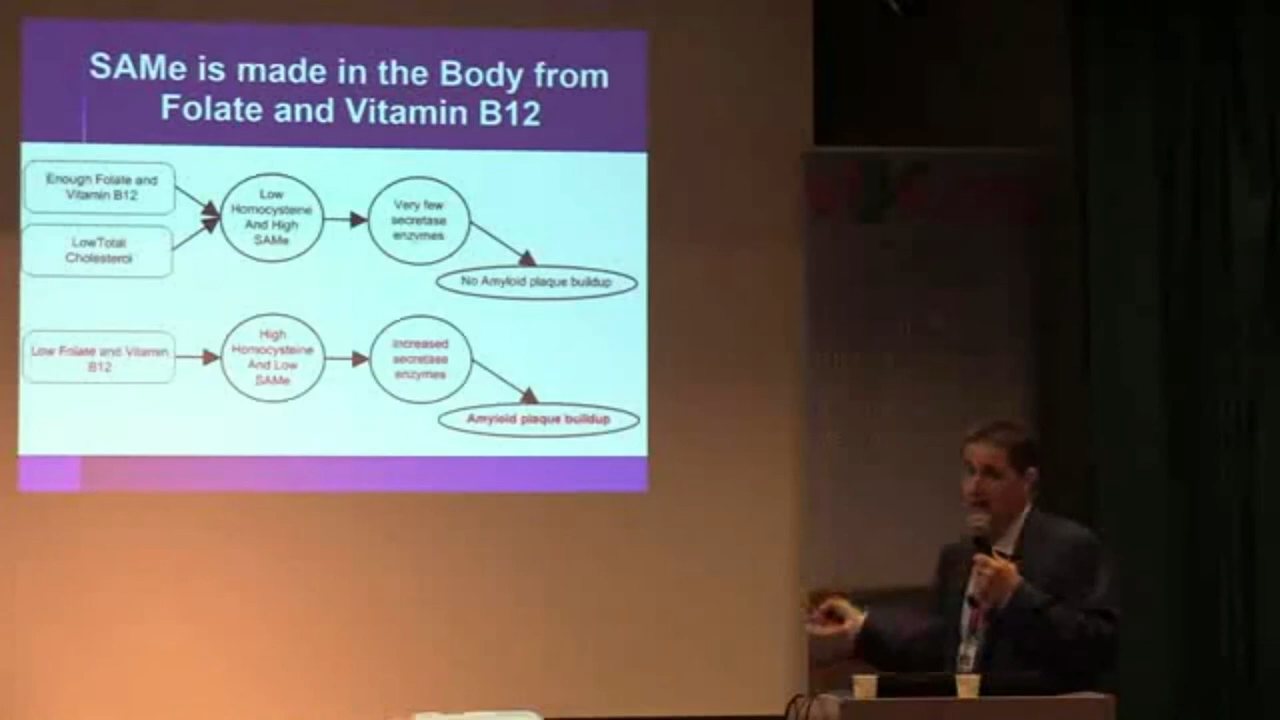 SAMe is made in the Body from
Folate and Vitamin B12
Enough Folate and
Vitamin B12
Low Total
Cholesterol
Low
Homocysteine
And High
SAMe
Very few
secretase
enzymes
No Amyloid plaque buildup
Low Folate and Vitamin
B12
High
Homocysteine
And Low
SAMe
Increased
secretase
enzymes
Amyloid plaque buildup